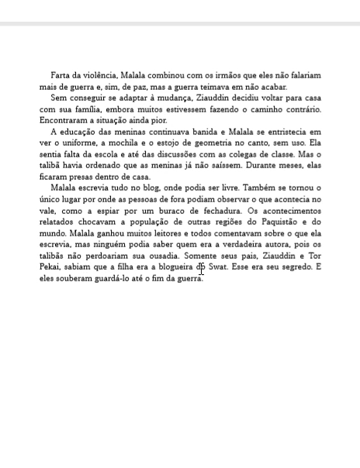 Farta da violência, Malala combinou com os irmãos que eles não falariam
mais de guerra e, sim, de paz, mas a guerra teimava em não acabar.
Sem conseguir se adaptar à mudança, Ziauddin decidiu voltar para casa
com sua família, embora muitos estivessem fazendo o caminho contrário.
Encontraram a situação ainda pior.
A educação das meninas continuava banida e Malala se entristecia em
ver o uniforme, a mochila e o estojo de geometria no canto, sem uso. Ela
sentia falta da escola e até das discussões com as colegas de classe. Mas o
talibã havia ordenado que as meninas já não saíssem. Durante meses, elas
ficaram presas dentro de casa.
Malala escrevia tudo no blog, onde podia ser livre. Também se tornou o
único lugar por onde as pessoas de fora podiam observar o que acontecia no
vale, como a espiar por um buraco de fechadura. Os acontecimentos
relatados chocavam a população de outras regiões do Paquistão e do
mundo. Malala ganhou muitos leitores e todos comentavam sobre o que ela
escrevia, mas ninguém podia saber quem era a verdadeira autora, pois os
talibãs não perdoariam sua ousadia. Somente seus pais, Ziauddin e Tor
Pekai, sabiam que a filha era a blogueira do Swat. Esse era seu segredo. E
eles souberam guardá-lo até o fim da guerra.